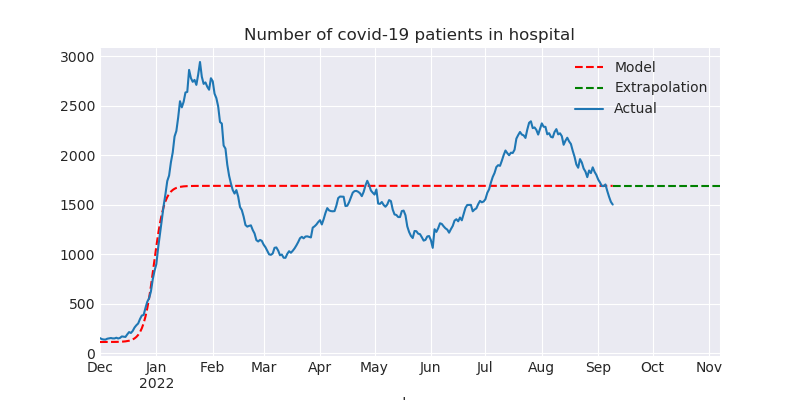 Number of covid-19 patients in hospital
3000
2500
2000
1500
1000
500
0
Model
Extrapolation
Actual
Dec Jan Feb Mar Apr May Jun Jul Aug Sep Oct Nov
2022